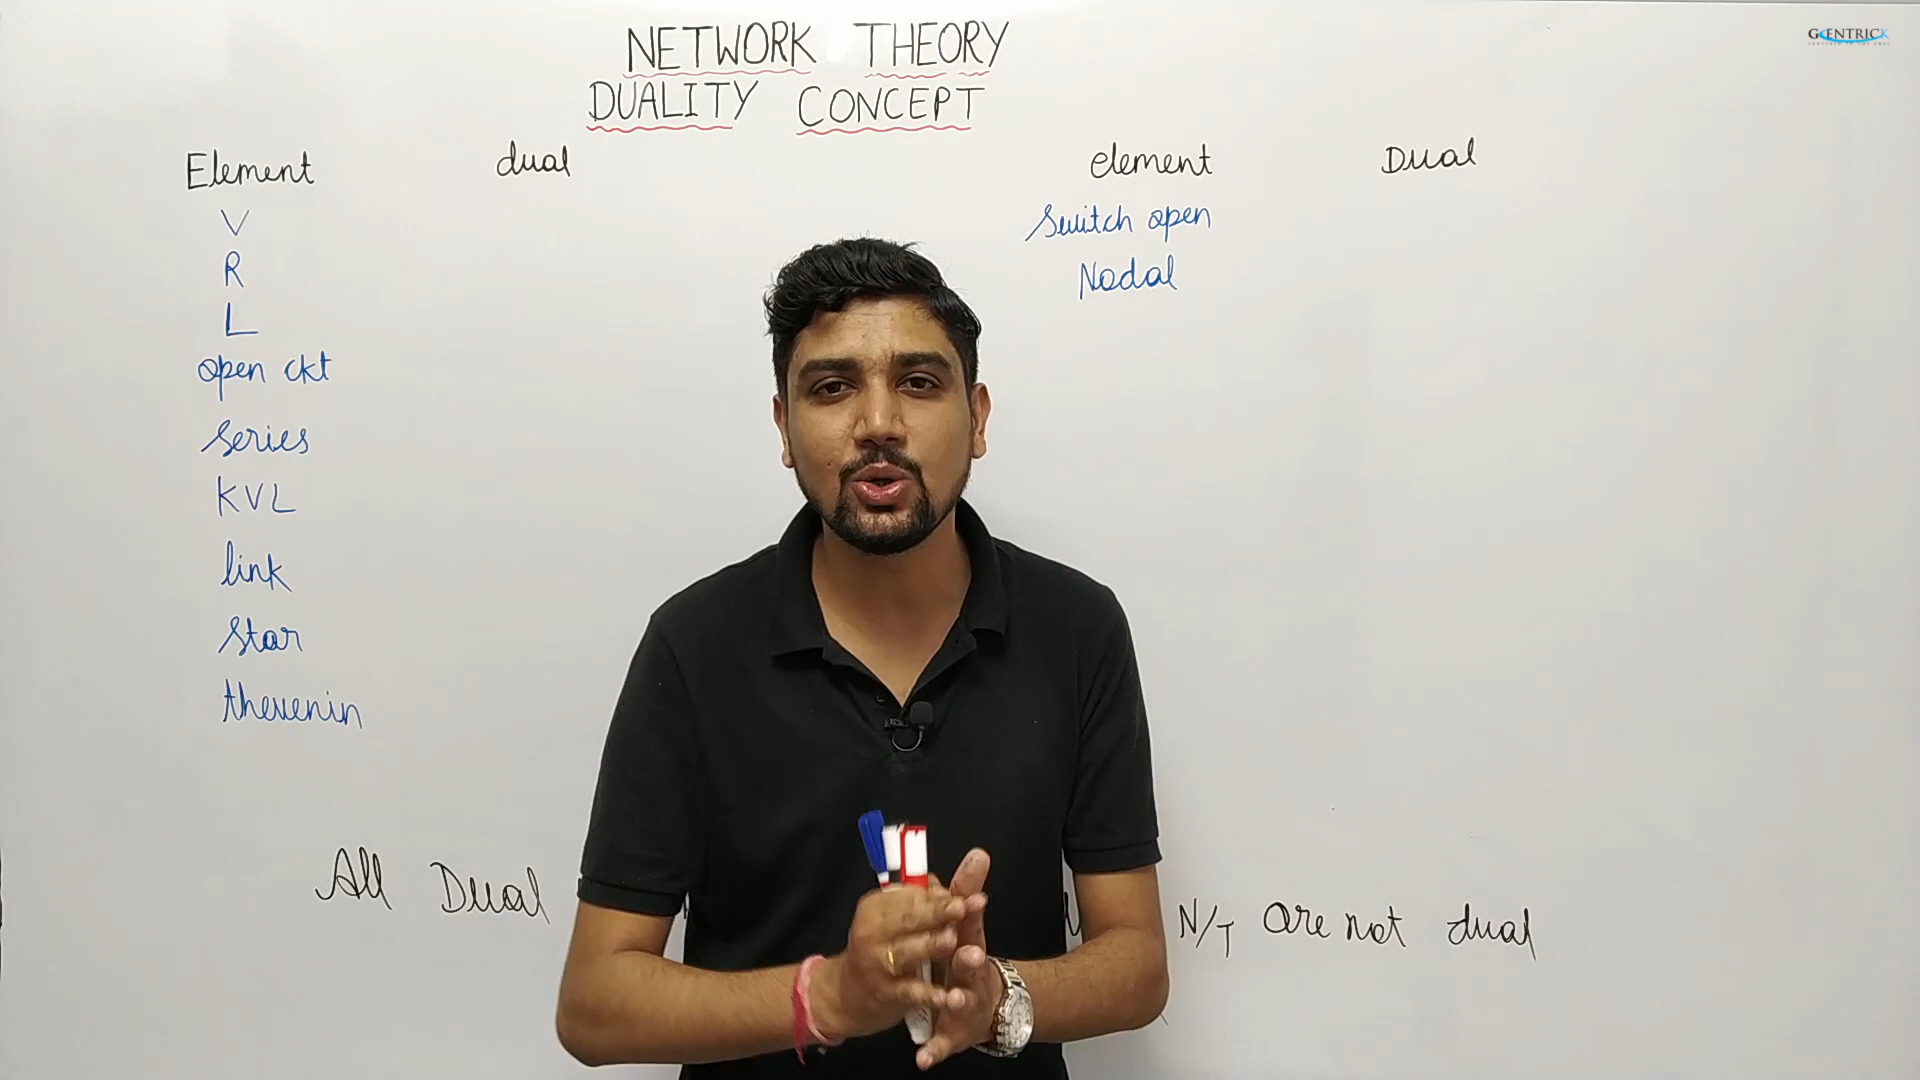 NETWORK THEORY
DUALITY CONCEPT
Element dual
V
R
L
open ckt
series
KVL
link
star
thevenin
element Dual
Switch open
Nodal
All Dual
N/T are not dual
GCENTRICK